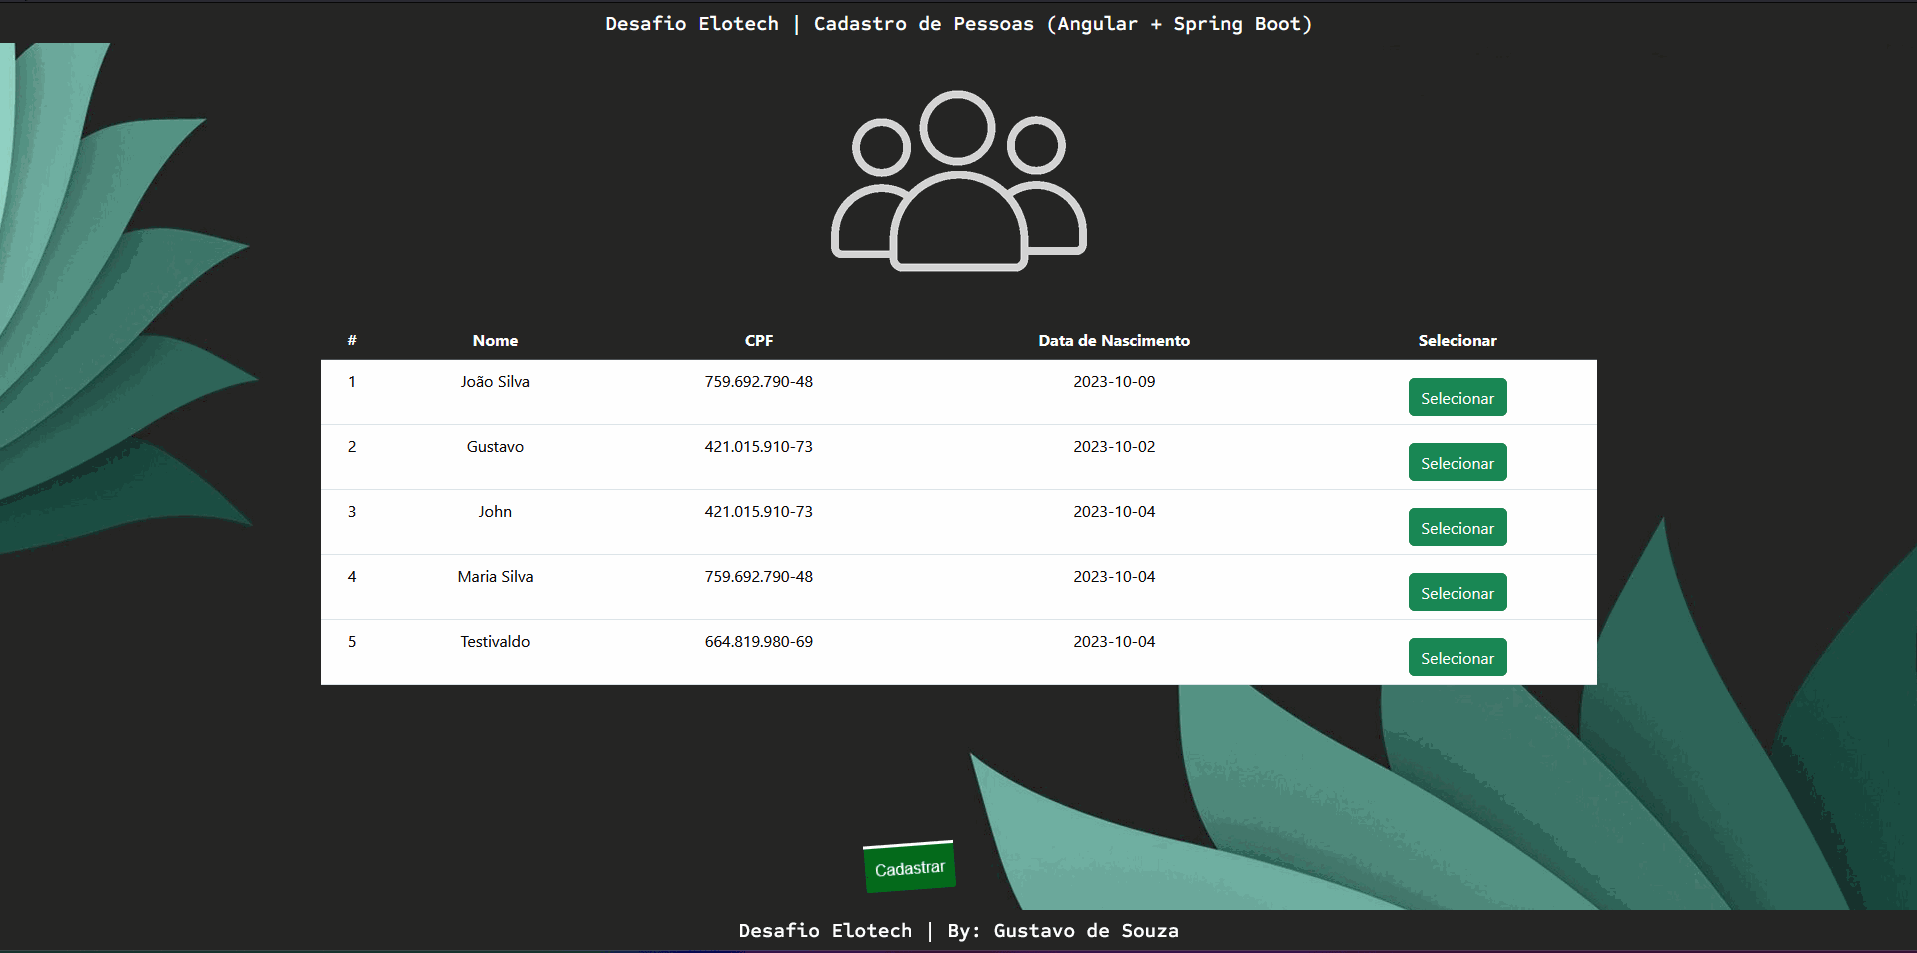 Desafio Elotech | Cadastro de Pessoas (Angular + Spring Boot)
# Nome CPF Data de Nascimento Selecionar
1 João Silva 759.692.790-48 2023-10-09 Selecionar
2 Gustavo 421.015.910-73 2023-10-02 Selecionar
3 John 421.015.910-73 2023-10-04 Selecionar
4 Maria Silva 759.692.790-48 2023-10-04 Selecionar
5 Testivaldo 664.819.980-69 2023-10-04 Selecionar
Cadastrar
Desafio Elotech | By: Gustavo de Souza